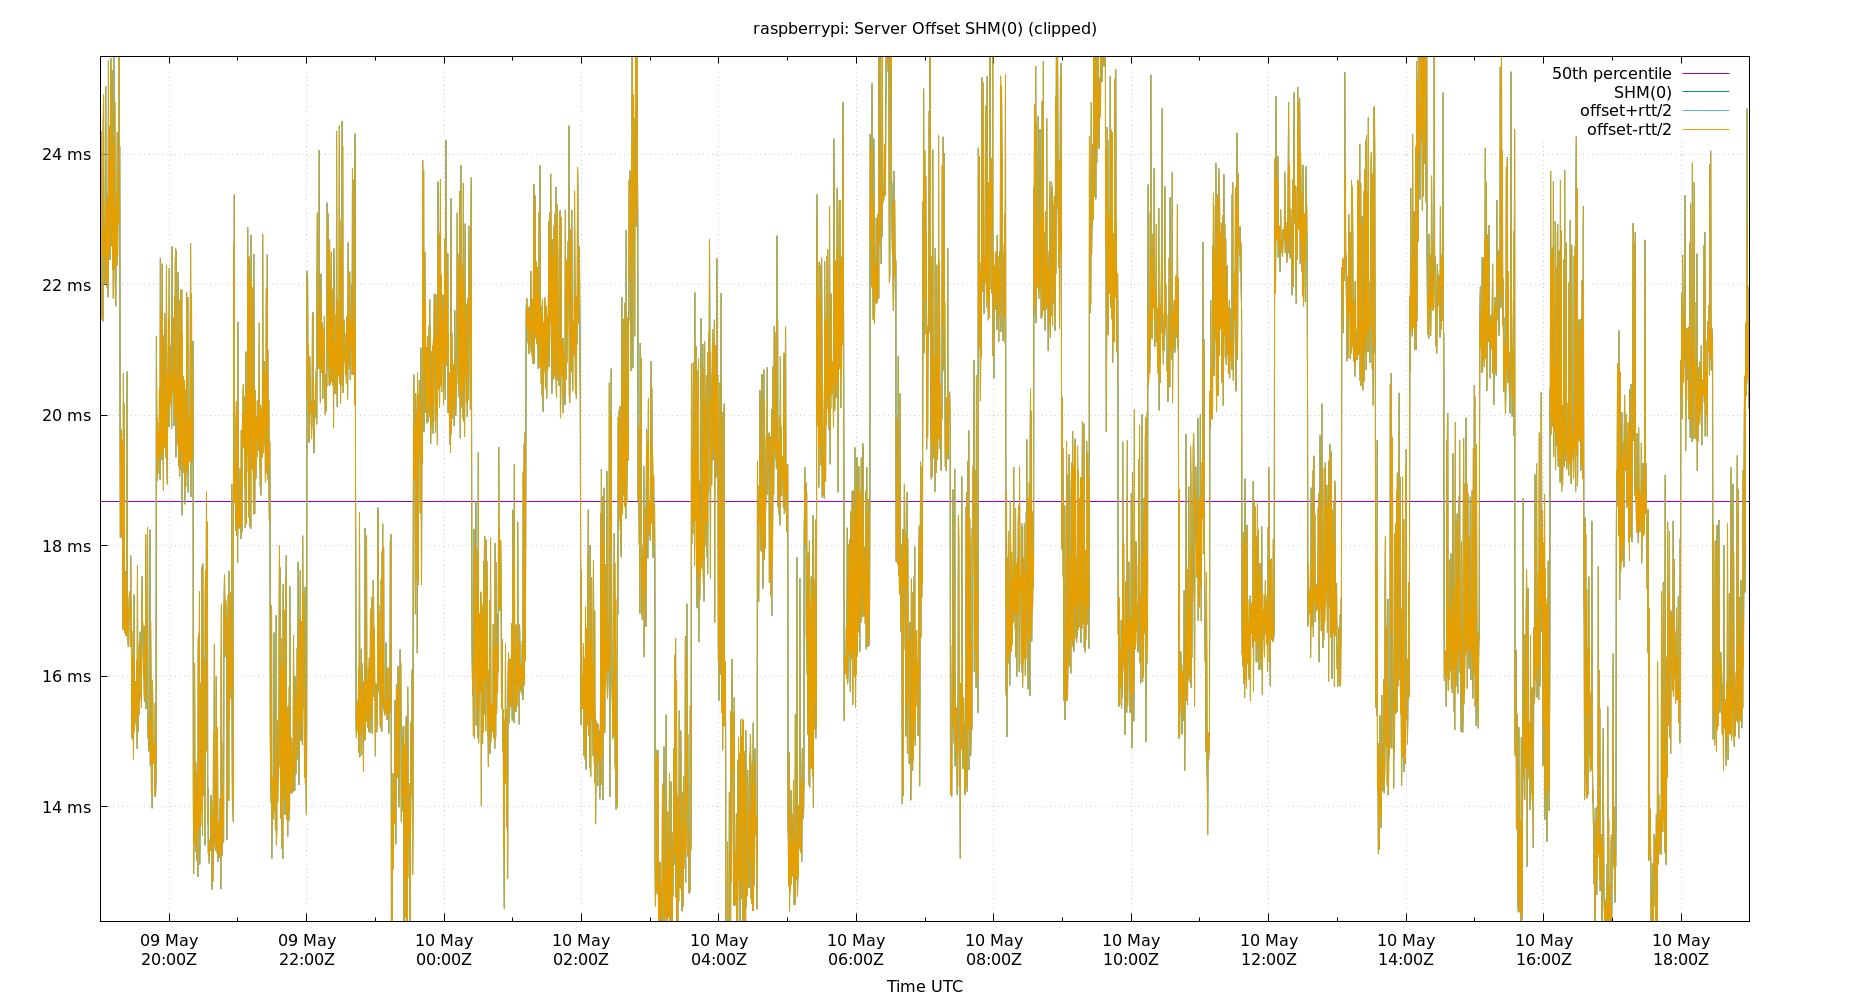 raspberrypi: Server Offset SHM(0) (clipped)
50th percentile
SHM(0)
offset+rtt/2
offset-rtt/2
24 ms
22 ms
20 ms
18 ms
16 ms
14 ms
09 May 09 May 10 May 10 May 10 May 10 May 10 May 10 May 10 May 10 May 10 May 10 May
20:00Z 22:00Z 00:00Z 02:00Z 04:00Z 06:00Z 08:00Z 10:00Z 12:00Z 14:00Z 16:00Z 18:00Z
Time UTC